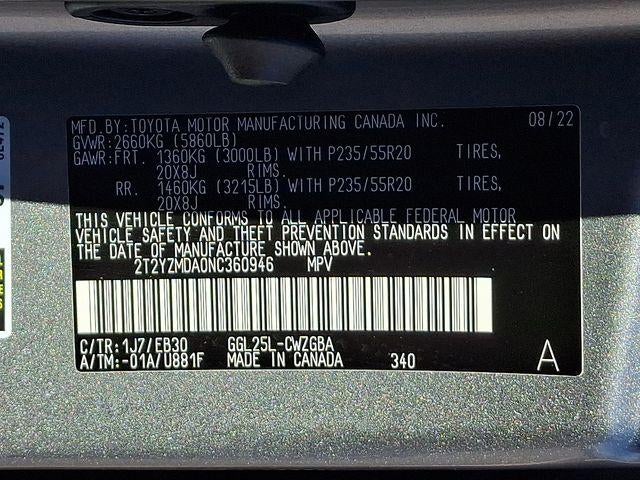 MFD.BY:TOYOTA MOTOR MANUFACTURING CANADA INC. 08/22
GVWR:2660KG (5860LB)
GAWR:FRT. 1360KG (3000LB) WITH P235/55R20 TIRES,
20X8J RIMS.
RR. 1460KG (3215LB) WITH P235/55R20 TIRES,
20X8J RIMS.
THIS VEHICLE CONFORMS TO ALL APPLICABLE FEDERAL MOTOR
VEHICLE SAFETY AND THEFT PREVENTION STANDARDS IN EFFECT ON
THE DATE OF MANUFACTURE SHOWN ABOVE.
2T2YZMDA0NC360946 MPV
C/TR:1J7/EB30 GGL25L-CWZGBA
A/TM:-01A/U881F MADE IN CANADA 340
A